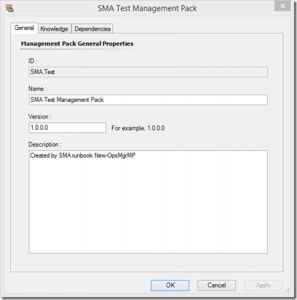 SMA Test Management Pack
General Knowledge Dependencies
Management Pack General Properties
ID :
SMA.Test
Name :
SMA Test Management Pack
Version :
1.0.0.0 For example, 1.0.0.0
Description :
Created by SMA runbook New-OpsMgrMP
OK Cancel Apply